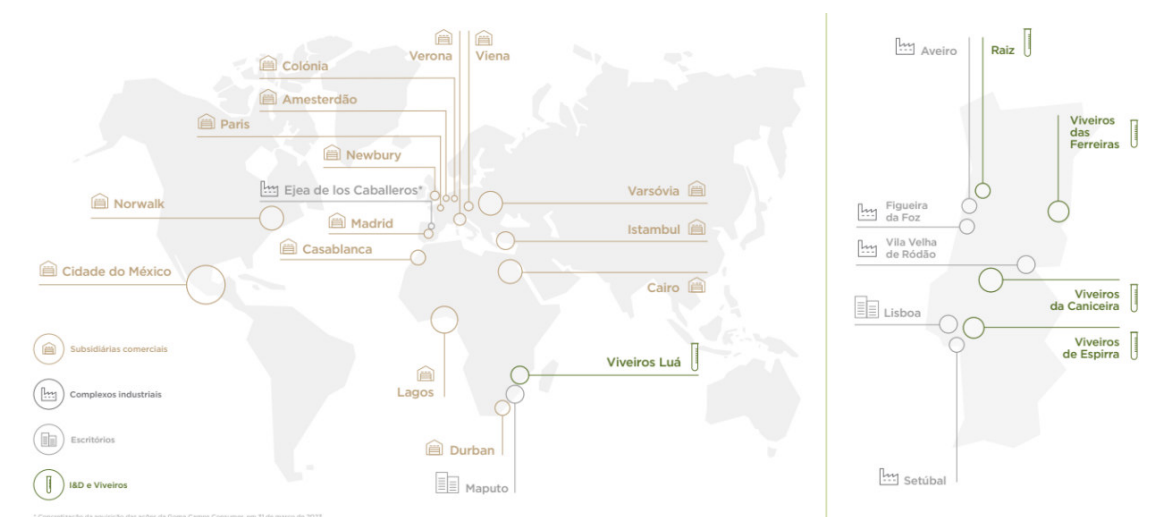 Verona
Viena
Colónia
Amesterdão
Paris
Newbury
Ejea de los Caballeros*
Norwalk
Madrid
Casablanca
Cidade do México
Varsóvia
Istambul
Cairo
Lagos
Viveiros Luá
Durban
Maputo
Subsidiárias comerciais
Complexos industriais
Escritórios
I&D e Viveiros
Aveiro
Raiz
Viveiros
das
Ferreiras
Figueira
da Foz
Vila Velha
de Ródão
Viveiros
da Caniceira
Lisboa
Viveiros
de Espirra
Setúbal